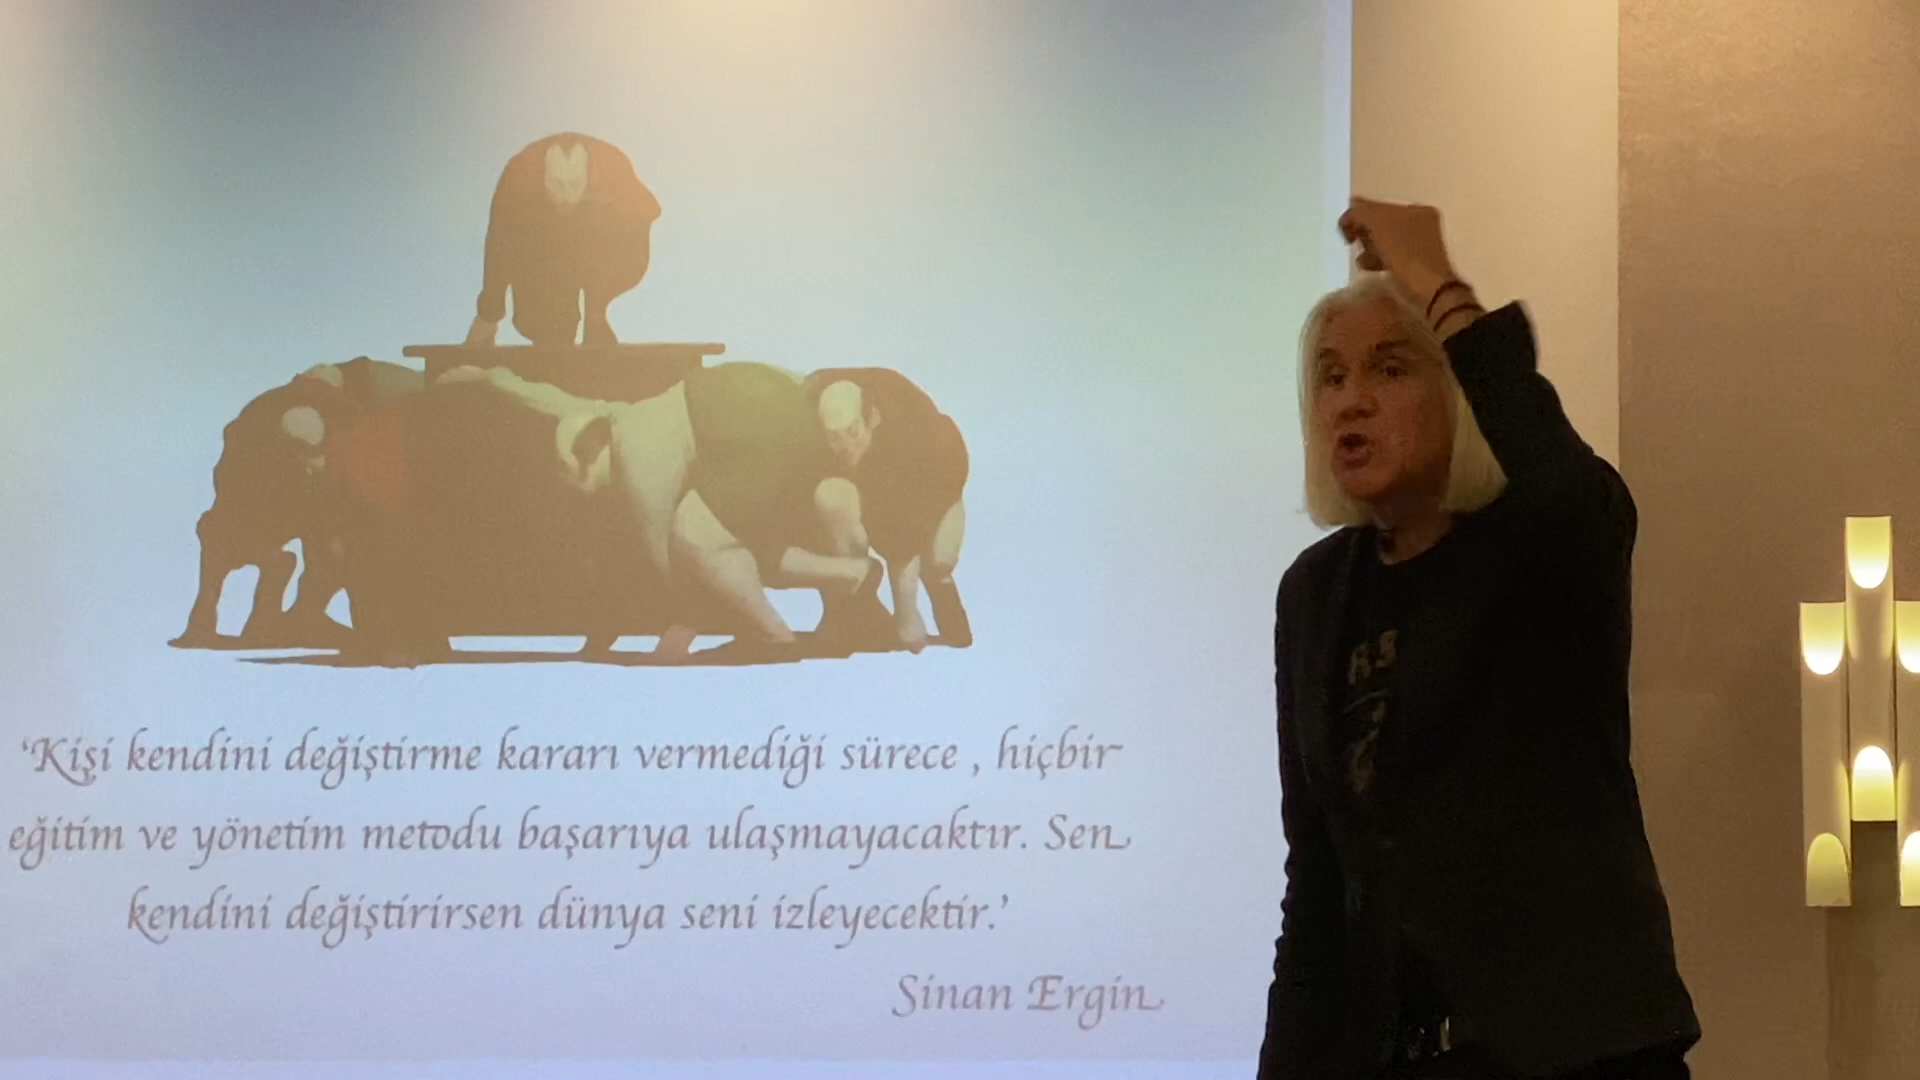 ‘Kişi kendini değiştirme kararı vermediği sürece , hiçbir
eğitim ve yönetim metodu başarıya ulaşmayacaktır. Sen
kendini değiştirirsen dünya seni izleyecektir.’
Sinan Ergin